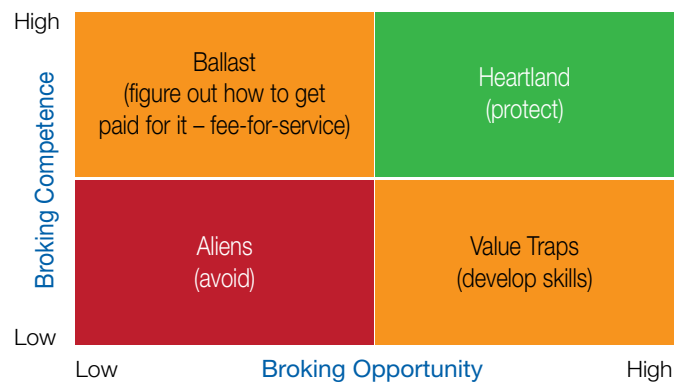 High
Ballast
(figure out how to get
paid for it – fee-for-service)
Heartland
(protect)
Broking Competence
Aliens
(avoid)
Value Traps
(develop skills)
Low
Low
Broking Opportunity
High